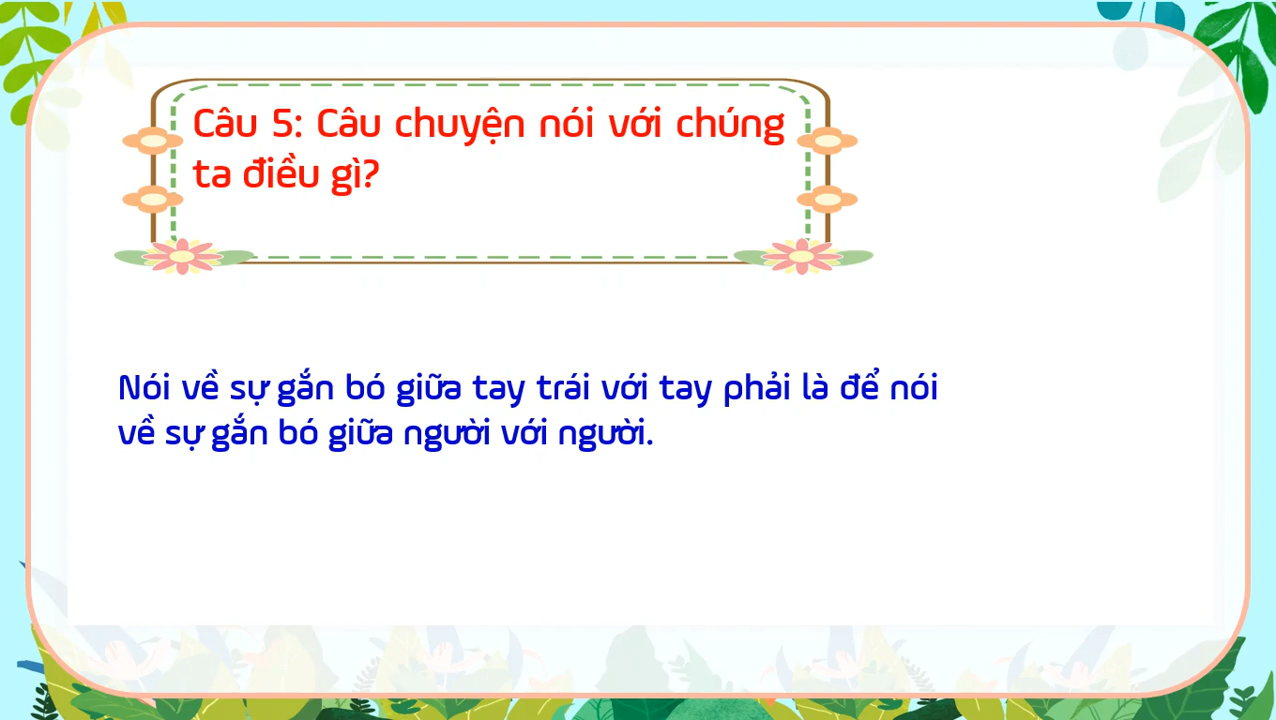 Câu 5: Câu chuyện nói với chúng
ta điều gì?
Nói về sự gắn bó giữa tay trái với tay phải là để nói
về sự gắn bó giữa người với người.